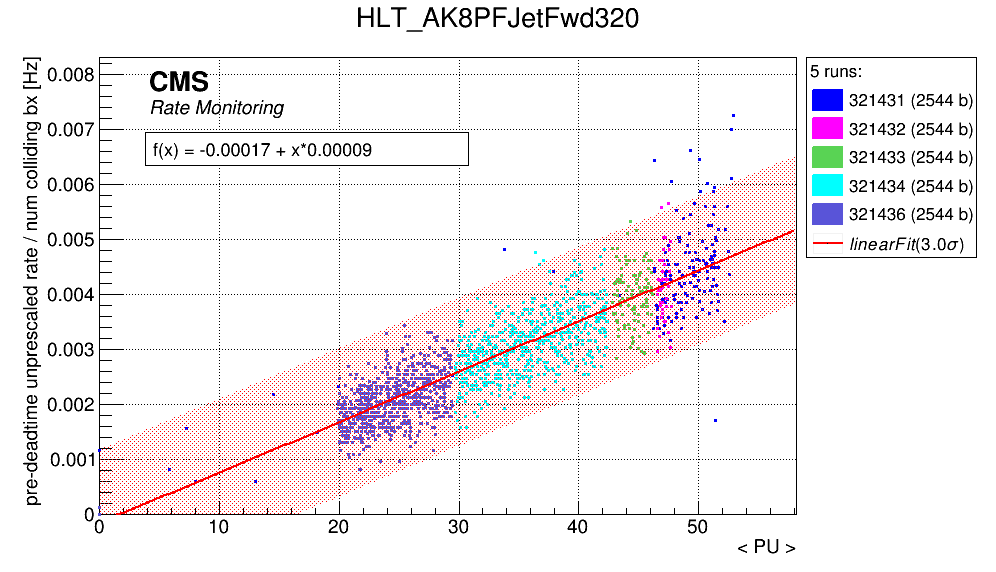 HLT_AK8PFJetFwd320
pre-deadtime unprescaled rate / num colliding bx [Hz]
0.008
0.007
0.006
0.005
0.004
0.003
0.002
0.001
0
CMS
Rate Monitoring
f(x) = -0.00017 + x*0.00009
0 10 20 30 40 50
< PU >
5 runs:
321431 (2544 b)
321432 (2544 b)
321433 (2544 b)
321434 (2544 b)
321436 (2544 b)
linearFit(3.0σ)